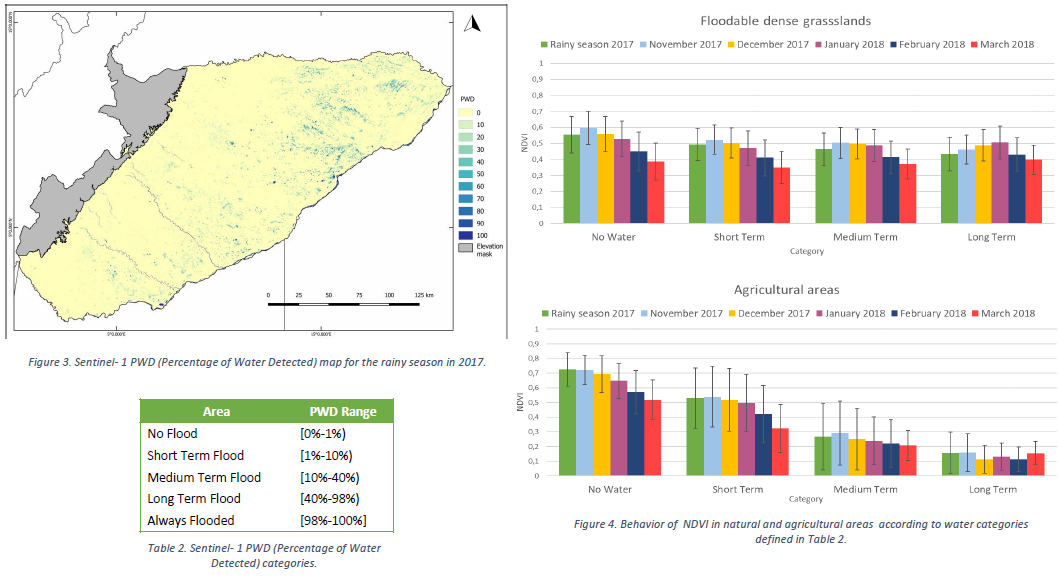 PWD
0
10
20
30
40
50
60
70
80
90
100
Elevation
mask
0 25 50 75 100 125 km
Figure 3. Sentinel- 1 PWD (Percentage of Water Detected) map for the rainy season in 2017.
Area PWD Range
No Flood [0%-1%)
Short Term Flood [1%-10%)
Medium Term Flood [10%-40%)
Long Term Flood [40%-98%)
Always Flooded [98%-100%]
Table 2. Sentinel- 1 PWD (Percentage of Water
Detected) categories.
Floodable dense grassslands
Rainy season 2017 November 2017 December 2017 January 2018 February 2018 March 2018
1
0,9
0,8
0,7
0,6
0,5
0,4
0,3
0,2
0,1
0
NDVI
No Water Short Term Medium Term Long Term
Category
Agricultural areas
Rainy season 2017 November 2017 December 2017 January 2018 February 2018 March 2018
1
0,9
0,8
0,7
0,6
0,5
0,4
0,3
0,2
0,1
0
NDVI
No Water Short Term Medium Term Long Term
Category
Figure 4. Behavior of NDVI in natural and agricultural areas according to water categories
defined in Table 2.